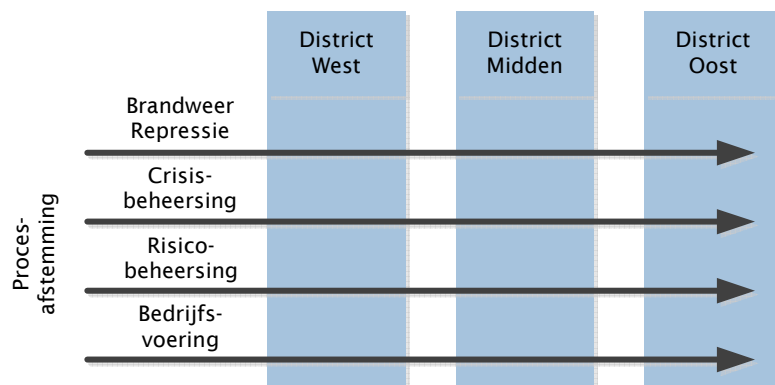 District
West
District
Midden
District
Oost
Brandweer
Repressie
Crisis-
beheersing
Risico-
beheersing
Bedrijfs-
voering
Proces-
afstemming